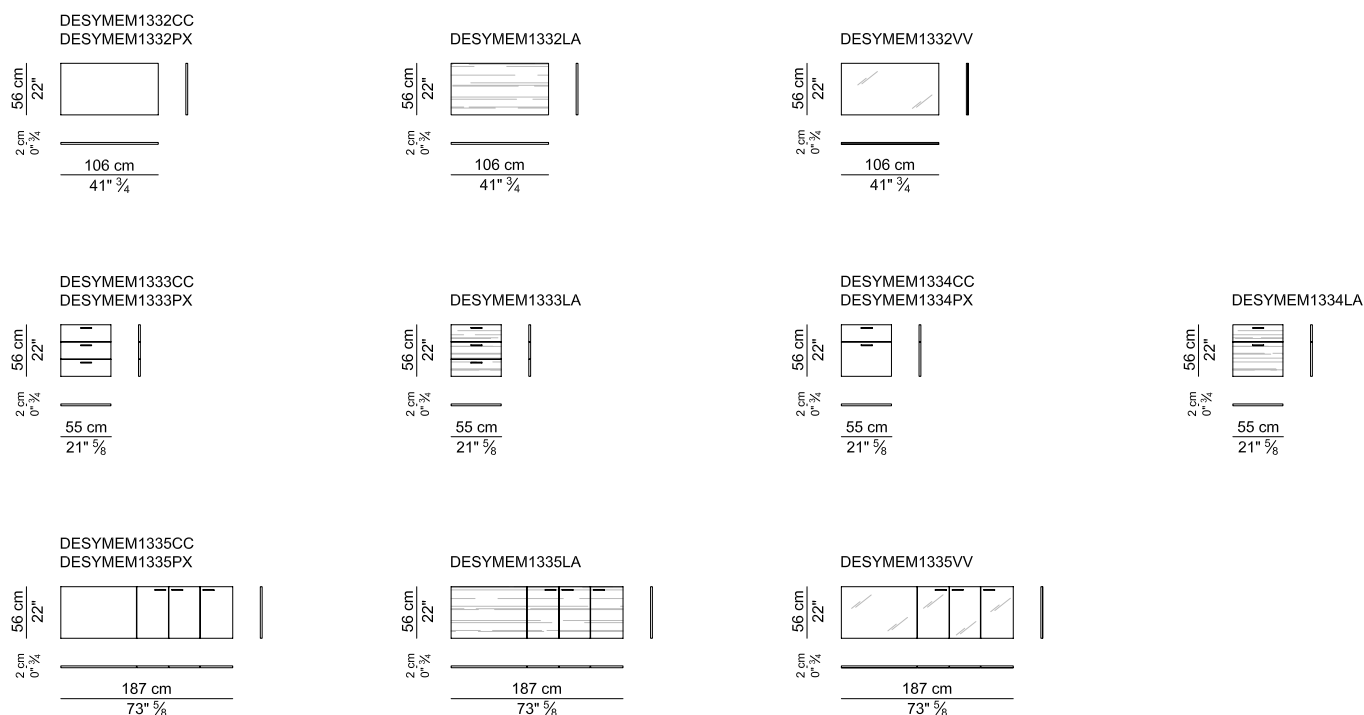 DESYMEM1332CC
DESYMEM1332PX
56 cm
22"
2 cm
0" 3/4
106 cm
41" 3/4
DESYMEM1332LA
56 cm
22"
2 cm
0" 3/4
106 cm
41" 3/4
DESYMEM1332VV
56 cm
22"
2 cm
0" 3/4
106 cm
41" 3/4
DESYMEM1333CC
DESYMEM1333PX
56 cm
22"
2 cm
0" 3/4
55 cm
21" 5/8
DESYMEM1333LA
56 cm
22"
2 cm
0" 3/4
55 cm
21" 5/8
DESYMEM1334CC
DESYMEM1334PX
56 cm
22"
2 cm
0" 3/4
55 cm
21" 5/8
DESYMEM1334LA
56 cm
22"
2 cm
0" 3/4
55 cm
21" 5/8
DESYMEM1335CC
DESYMEM1335PX
56 cm
22"
2 cm
0" 3/4
187 cm
73" 5/8
DESYMEM1335LA
56 cm
22"
2 cm
0" 3/4
187 cm
73" 5/8
DESYMEM1335VV
56 cm
22"
2 cm
0" 3/4
187 cm
73" 5/8